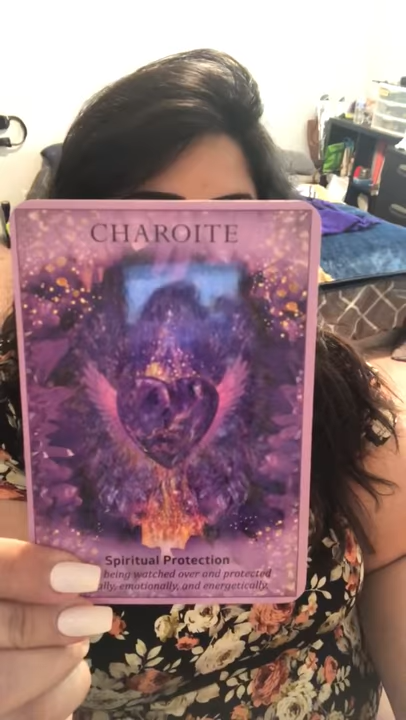 CHAROITE
Spiritual Protection
being watched over and protected
emotionally, and energetically.